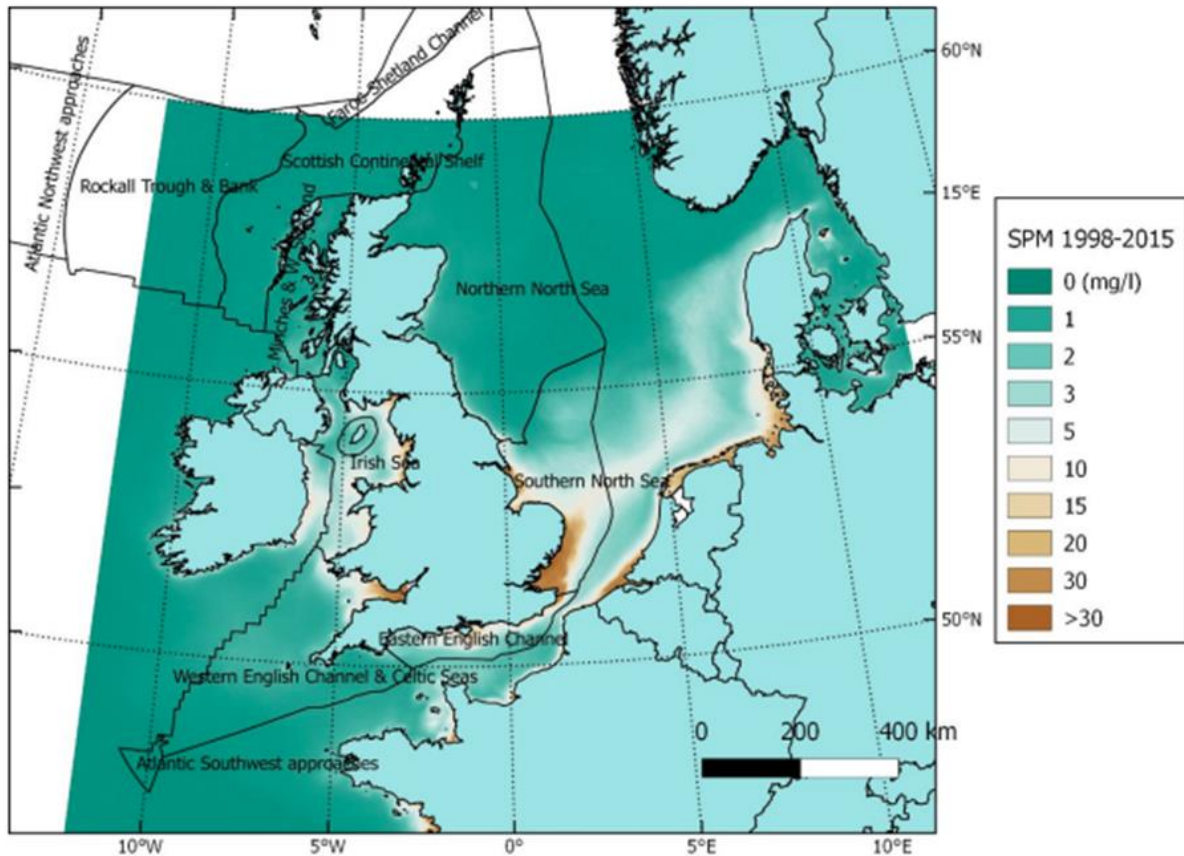 60°N
Faroe-Shetland Channel
Atlantic Northwest approaches
Scottish Continental Shelf
Rockall Trough & Bank
15°E
SPM 1998-2015
0 (mg/l)
1
2
3
5
10
15
20
30
>30
Northern North Sea
55°N
Irish Sea
Southern North Sea
50°N
Eastern English Channel
Western English Channel & Celtic Seas
Atlantic Southwest approaches
0 200 400 km
10°W 5°W 0° 5°E 10°E